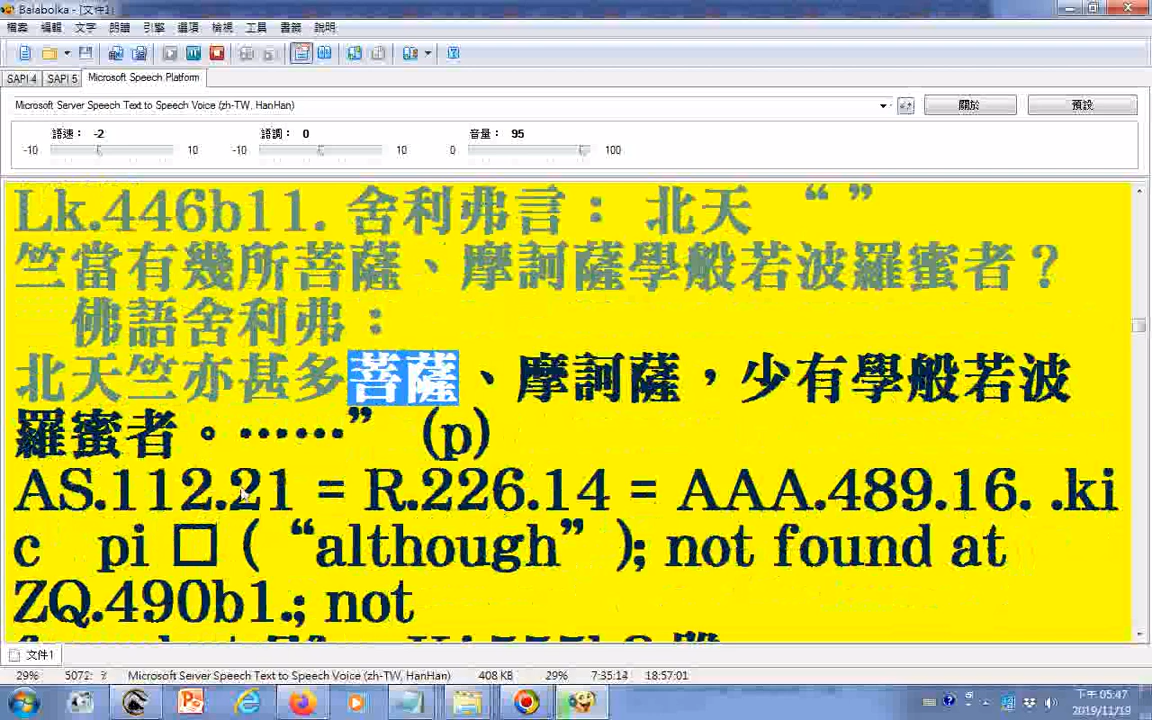 Balabolka - [文件1]
檔案 編輯 文字 朗讀 引擎 選項 檢視 工具 書籤 說明
SAPI 4 SAPI 5 Microsoft Speech Platform
Microsoft Server Speech Text to Speech Voice (zh-TW, HanHan) 關於 預設
語速： -2 語調： 0 音量： 95
-10 10 -10 10 0 100
Lk.446b11. 舍利弗言： 北天 “ ”
竺當有幾所菩薩、摩訶薩學般若波羅蜜者？
佛語舍利弗：
北天竺亦甚多菩薩、摩訶薩，少有學般若波
羅蜜者。……” (p)
AS.112.21 = R.226.14 = AAA.489.16. .ki
c pi □ ( “although” ); not found at
ZQ.490b1.; not
文件1
29% 507 Microsoft Server Speech Text to Speech Voice (zh-TW, HanHan) 408 KB 29% 7:35:14 18:57:01
下午 05:47
2019/11/19